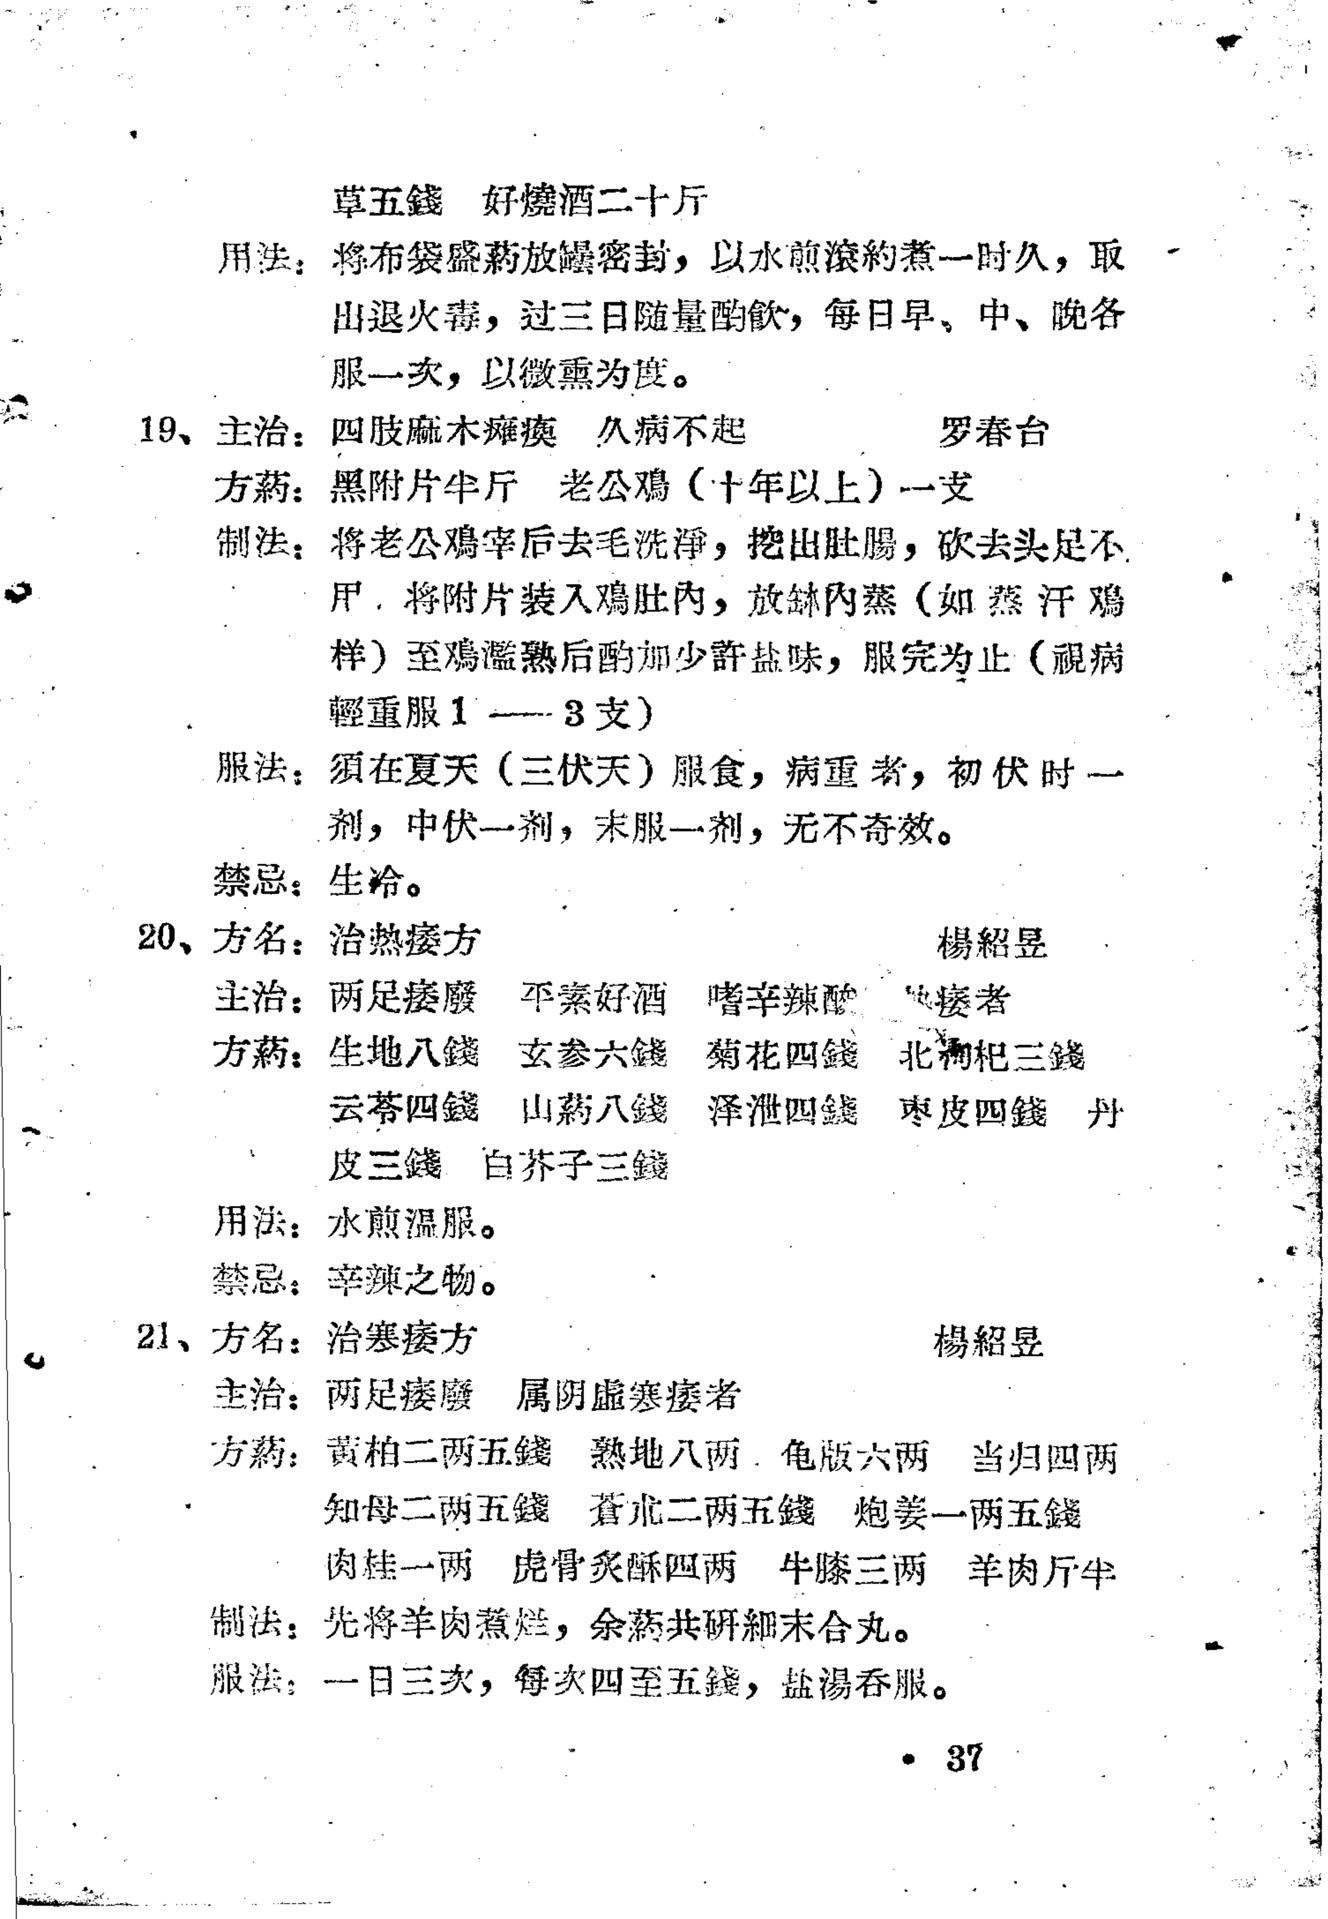 草五錢　好燒酒二十斤
用法：将布袋盛葯放罎密封，以水煎滾約煮一时久，取
出退火毒，过三日随量酌飲，每日早、中、晚各
服一次，以微熏为度。
19、主治：四肢麻木瘫痪　久病不起　罗春台
方葯：黑附片半斤　老公鳮（十年以上）一支
制法：将老公鳮宰后去毛洗淨，挖出肚腸，砍去头足不
用．将附片装入鳮肚內，放缽內蒸（如蒸汗鳮
样）至鳮滥熟后酌加少許盐味，服完为止（視病
輕重服1——3支）
服法：須在夏天（三伏天）服食，病重者，初伏时一
剂，中伏一剂，末服一剂，无不奇效。
禁忌：生冷。
20、方名：治热痿方　楊紹昱
主治：两足痿廢　平素好酒　嗜辛辣酸　热痿者
方葯：生地八錢　玄参六錢　菊花四錢　北枸杞三錢
云苓四錢　山葯八錢　泽泄四錢　枣皮四錢　丹
皮三錢　白芥子三錢
用法：水煎温服。
禁忌：辛辣之物。
21、方名：治寒痿方　楊紹昱
主治：两足痿廢　属阴虚寒痿者
方葯：黄柏二两五錢　熟地八两　龟版六两　当归四两
知母二两五錢　蒼朮二两五錢　炮姜一两五錢
肉桂一两　虎骨炙酥四两　牛膝三两　羊肉斤半
制法：先将羊肉煮烂，余葯共研細末合丸。
服法：一日三次，每次四至五錢，盐湯吞服。
• 37